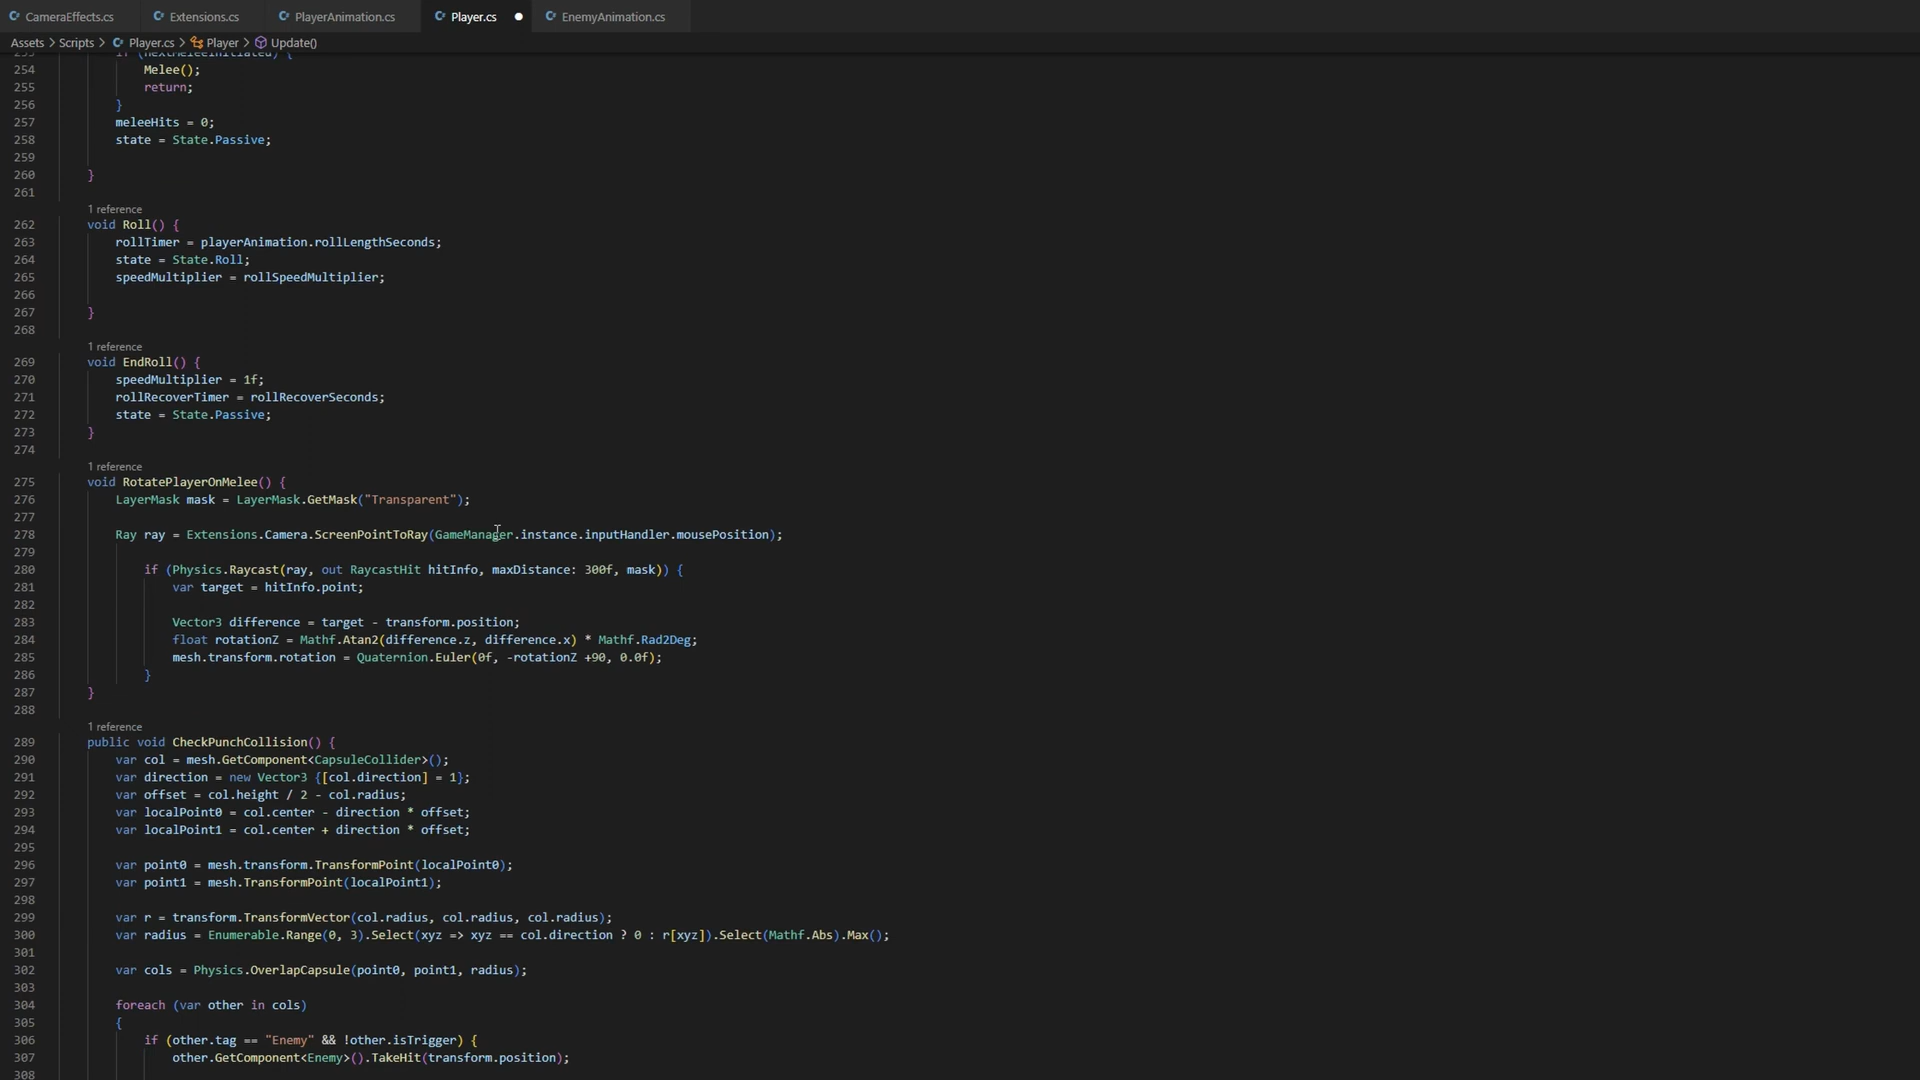 CameraEffects.cs Extensions.cs PlayerAnimation.cs Player.cs EnemyAnimation.cs
Assets > Scripts > Player.cs > Player > Update()
253 if (nextMeleeInitiated) {
254 Melee();
255 return;
256 }
257 meleeHits = 0;
258 state = State.Passive;
259
260 }
261
1 reference
262 void Roll() {
263 rollTimer = playerAnimation.rollLengthSeconds;
264 state = State.Roll;
265 speedMultiplier = rollSpeedMultiplier;
266
267 }
268
1 reference
269 void EndRoll() {
270 speedMultiplier = 1f;
271 rollRecoverTimer = rollRecoverSeconds;
272 state = State.Passive;
273 }
274
1 reference
275 void RotatePlayerOnMelee() {
276 LayerMask mask = LayerMask.GetMask("Transparent");
277
278 Ray ray = Extensions.Camera.ScreenPointToRay(GameManager.instance.inputHandler.mousePosition);
279
280 if (Physics.Raycast(ray, out RaycastHit hitInfo, maxDistance: 300f, mask)) {
281 var target = hitInfo.point;
282
283 Vector3 difference = target - transform.position;
284 float rotationZ = Mathf.Atan2(difference.z, difference.x) * Mathf.Rad2Deg;
285 mesh.transform.rotation = Quaternion.Euler(0f, -rotationZ +90, 0.0f);
286 }
287 }
288
1 reference
289 public void CheckPunchCollision() {
290 var col = mesh.GetComponent<CapsuleCollider>();
291 var direction = new Vector3 {[col.direction] = 1};
292 var offset = col.height / 2 - col.radius;
293 var localPoint0 = col.center - direction * offset;
294 var localPoint1 = col.center + direction * offset;
295
296 var point0 = mesh.transform.TransformPoint(localPoint0);
297 var point1 = mesh.TransformPoint(localPoint1);
298
299 var r = transform.TransformVector(col.radius, col.radius, col.radius);
300 var radius = Enumerable.Range(0, 3).Select(xyz => xyz == col.direction ? 0 : r[xyz]).Select(Mathf.Abs).Max();
301
302 var cols = Physics.OverlapCapsule(point0, point1, radius);
303
304 foreach (var other in cols)
305 {
306 if (other.tag == "Enemy" && !other.isTrigger) {
307 other.GetComponent<Enemy>().TakeHit(transform.position);
308